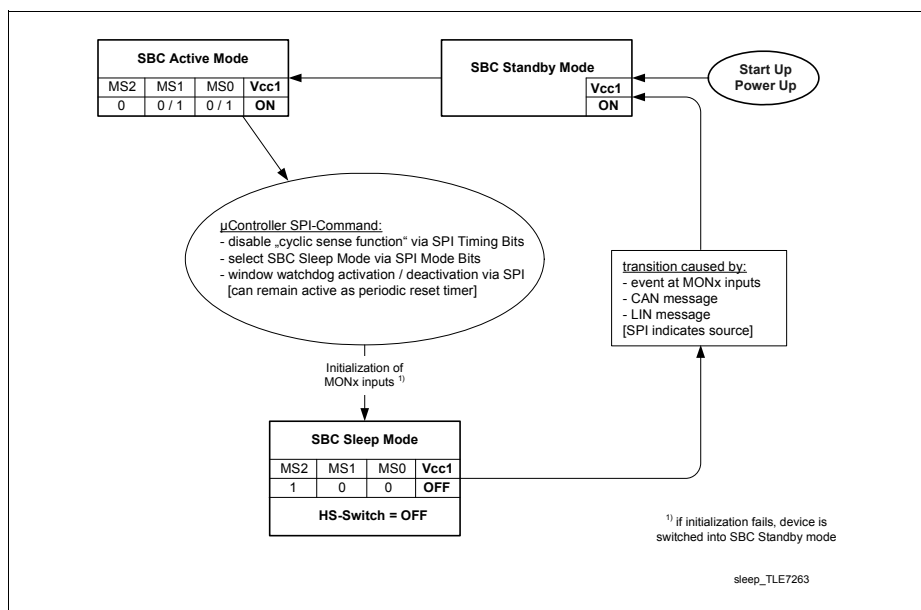 SBC Active Mode
MS2 MS1 MS0 Vcc1
0 0 / 1 0 / 1 ON
SBC Standby Mode
Vcc1
ON
Start Up
Power Up
µController SPI-Command:
- disable „cyclic sense function“ via SPI Timing Bits
- select SBC Sleep Mode via SPI Mode Bits
- window watchdog activation / deactivation via SPI
[can remain active as periodic reset timer]
transition caused by:
- event at MONx inputs
- CAN message
- LIN message
[SPI indicates source]
Initialization of
MONx inputs 1)
SBC Sleep Mode
MS2 MS1 MS0 Vcc1
1 0 0 OFF
HS-Switch = OFF
1) if initialization fails, device is
switched into SBC Standby mode
sleep_TLE7263